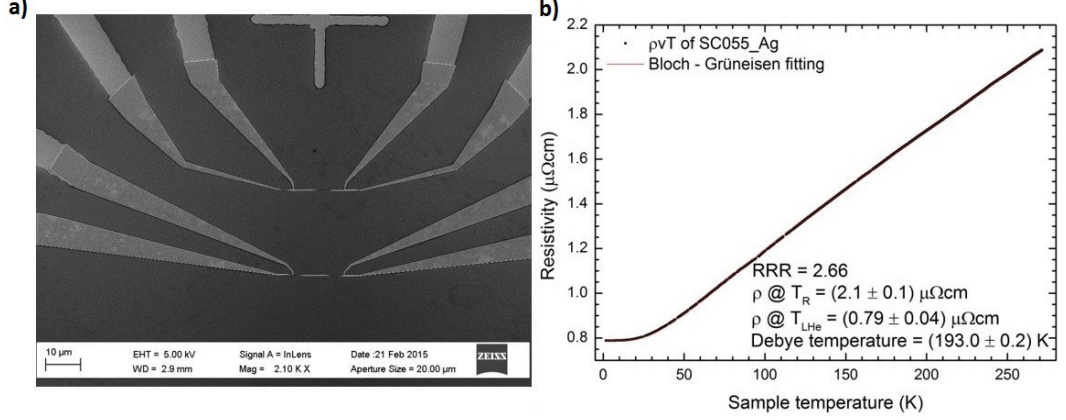 a)
10 µm
EHT = 5.00 kV
WD = 2.9 mm
Signal A = InLens
Mag = 2.10 K X
Date :21 Feb 2015
Aperture Size = 20.00 µm
ZEISS
b)
ρvT of SC055_Ag
Bloch - Grüneisen fitting
2.2
2.0
1.8
1.6
1.4
1.2
1.0
0.8
Resistivity (µΩcm)
RRR = 2.66
ρ @ T_R = (2.1 ± 0.1) µΩcm
ρ @ T_LHe = (0.79 ± 0.04) µΩcm
Debye temperature = (193.0 ± 0.2) K
0 50 100 150 200 250
Sample temperature (K)